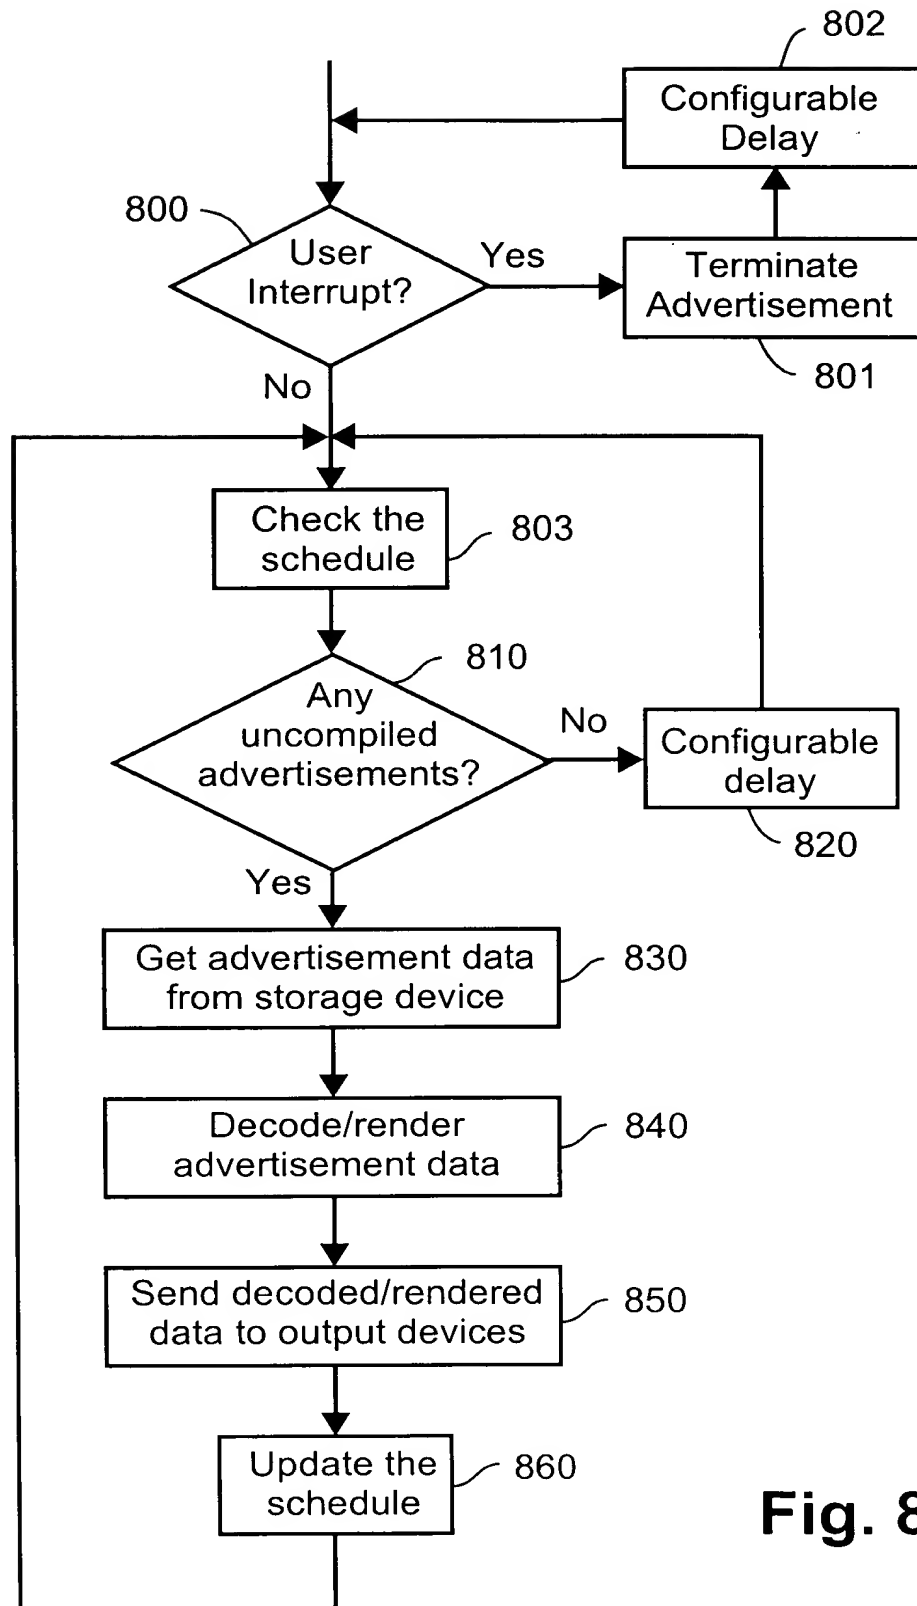 802
Configurable
Delay
800
User
Interrupt?
Yes
Terminate
Advertisement
801
No
Check the
schedule
803
810
Any
uncompiled
advertisements?
No
Configurable
delay
820
Yes
Get advertisement data
from storage device
830
Decode/render
advertisement data
840
Send decoded/rendered
data to output devices
850
Update the
schedule
860
Fig. 8